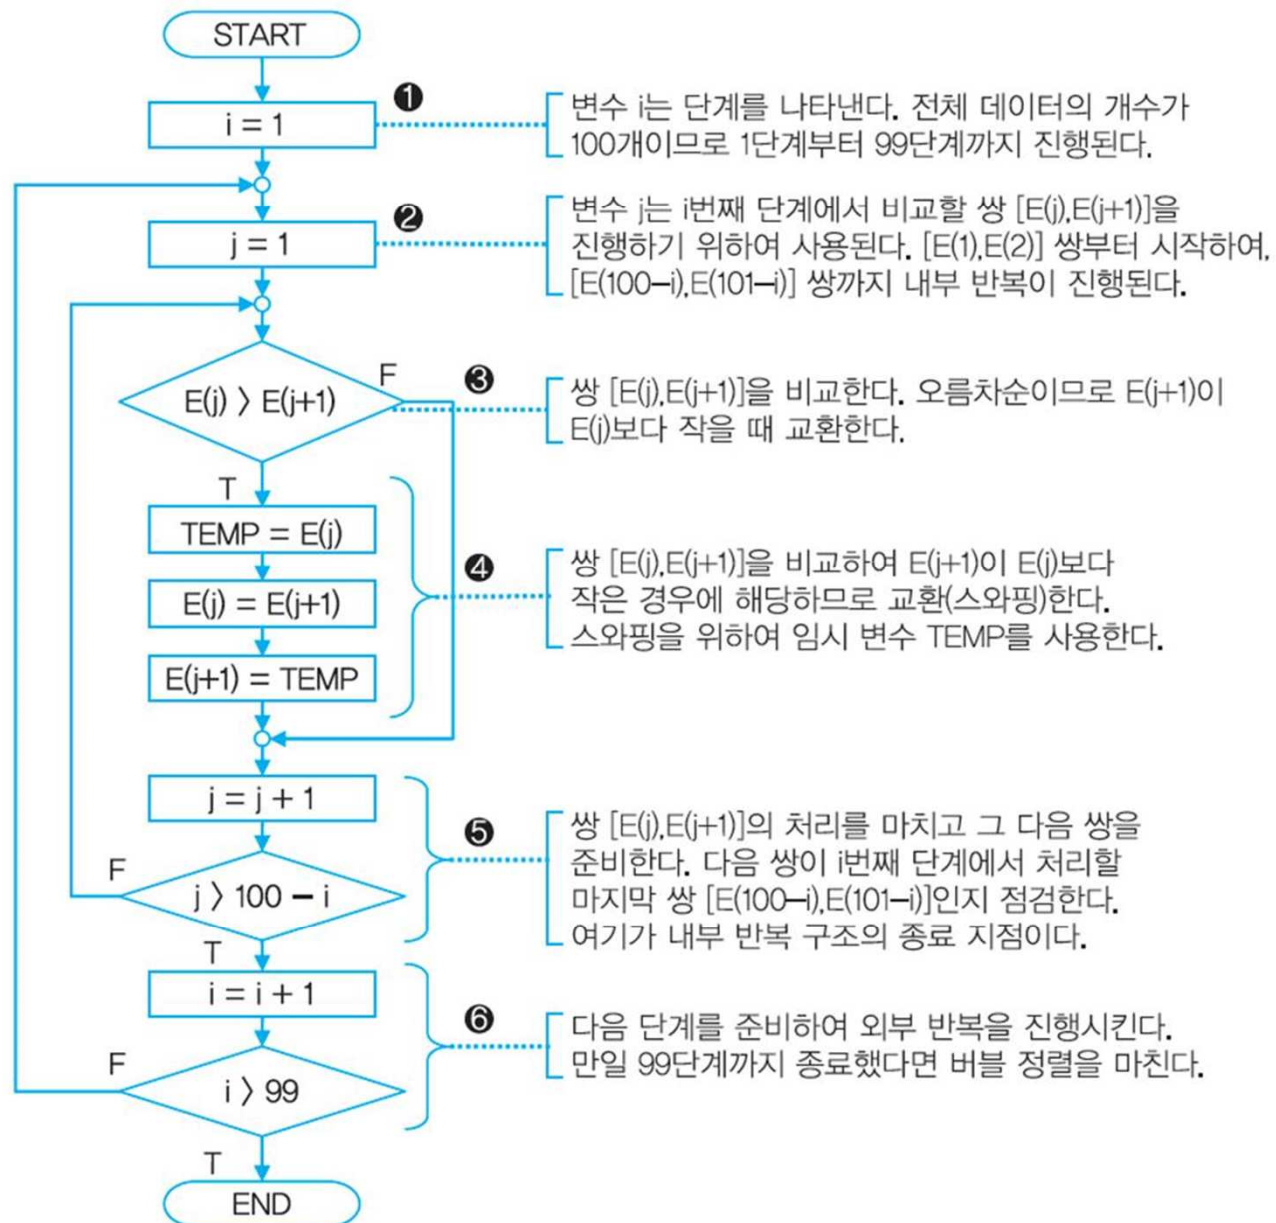 START
❶
i = 1
변수 i는 단계를 나타낸다. 전체 데이터의 개수가
100개이므로 1단계부터 99단계까지 진행된다.
❷
j = 1
변수 j는 i번째 단계에서 비교할 쌍 [E(j),E(j+1)]을
진행하기 위하여 사용된다. [E(1),E(2)] 쌍부터 시작하여,
[E(100–i),E(101–i)] 쌍까지 내부 반복이 진행된다.
E(j) 〉 E(j+1)
F
❸
쌍 [E(j),E(j+1)]을 비교한다. 오름차순이므로 E(j+1)이
E(j)보다 작을 때 교환한다.
T
TEMP = E(j)
E(j) = E(j+1)
E(j+1) = TEMP
❹
쌍 [E(j),E(j+1)]을 비교하여 E(j+1)이 E(j)보다
작은 경우에 해당하므로 교환(스와핑)한다.
스와핑을 위하여 임시 변수 TEMP를 사용한다.
j = j + 1
F
j 〉 100 – i
T
❺
쌍 [E(j),E(j+1)]의 처리를 마치고 그 다음 쌍을
준비한다. 다음 쌍이 i번째 단계에서 처리할
마지막 쌍 [E(100–i),E(101–i)]인지 점검한다.
여기가 내부 반복 구조의 종료 지점이다.
i = i + 1
F
i 〉 99
T
❻
다음 단계를 준비하여 외부 반복을 진행시킨다.
만일 99단계까지 종료했다면 버블 정렬을 마친다.
END